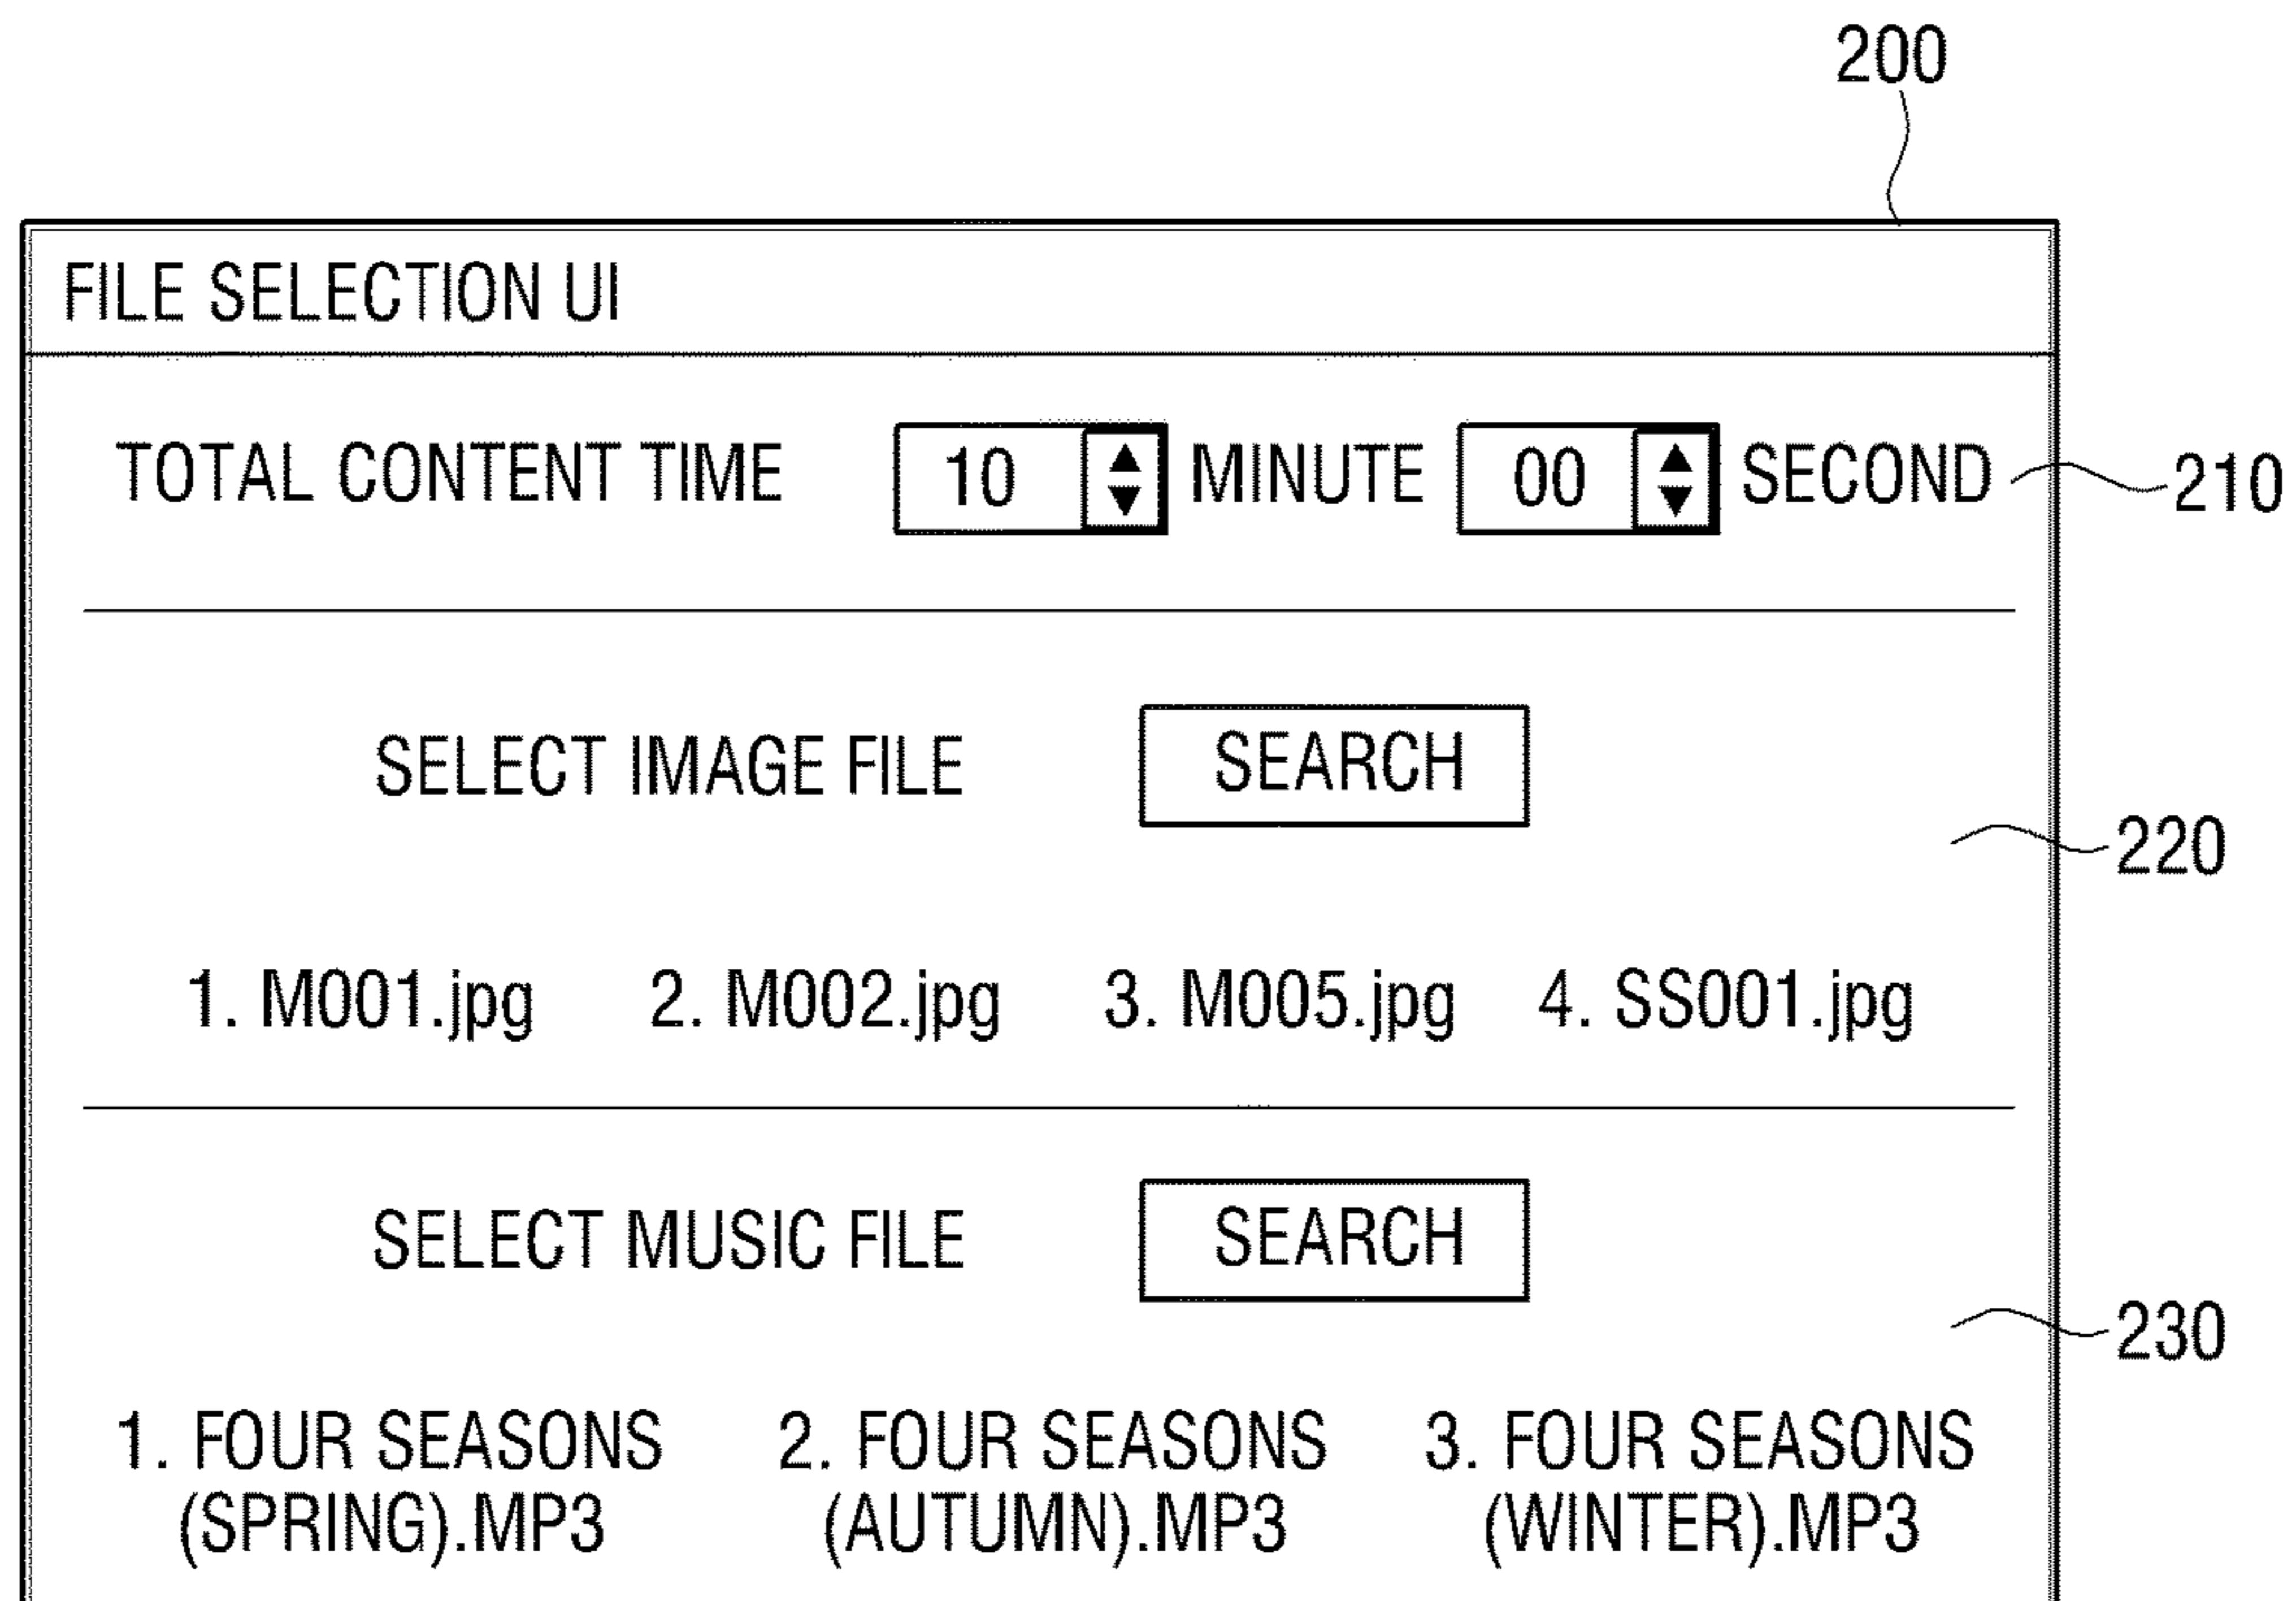 200
FILE SELECTION UI
TOTAL CONTENT TIME 10 MINUTE 00 SECOND 210
SELECT IMAGE FILE SEARCH
220
1. M001.jpg 2. M002.jpg 3. M005.jpg 4. SS001.jpg
SELECT MUSIC FILE SEARCH
230
1. FOUR SEASONS 2. FOUR SEASONS 3. FOUR SEASONS
(SPRING).MP3 (AUTUMN).MP3 (WINTER).MP3